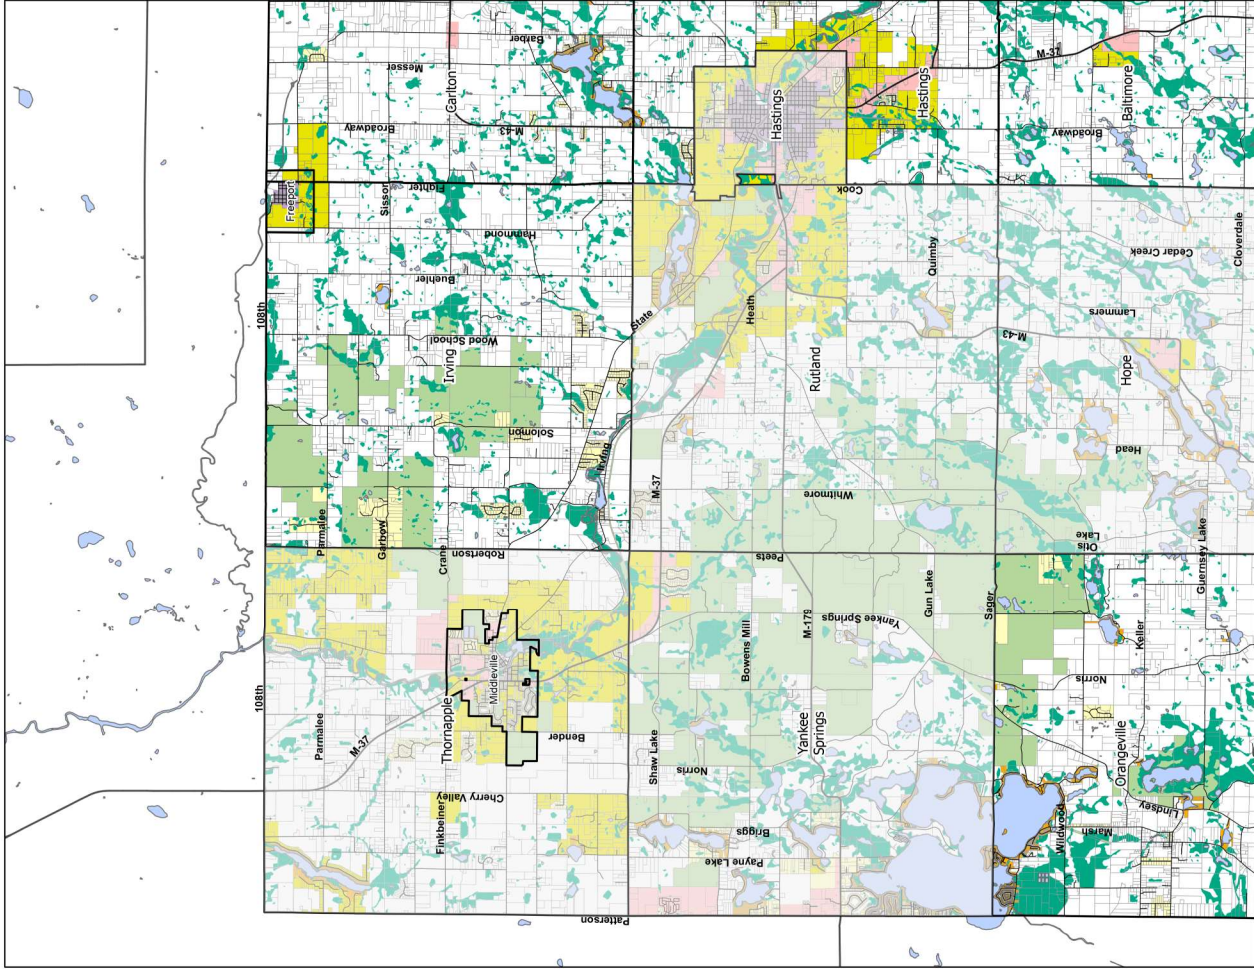 Barber
Messer
Carlton
Broadway
M-43
Freeport
Fighter
Sisson
Hammond
Buehler
108th
Wood School
Irving
Solomon
Irving
Parmalee
Garbow
Crane
Robertson
M-37
Hastings
Hastings
Baltimore
Broadway
Cook
Quimby
Cedar Creek
Cloverdale
State
Heath
Lammers
M-43
Rutland
Hope
Head
M-37
Whitmore
Otis
Lake
Guernsey Lake
Peets
Gun Lake
Sager
Yankee Springs
M-179
Bowens Mill
Keller
Norris
108th
Parmalee
M-37
Thornapple
Middleville
Bender
Shaw Lake
Norris
Yankee
Springs
Orangeville
Lindsey
Marsh
Wildwood
Cherry Valley
Finkbeiner
Briggs
Payne Lake
Patterson